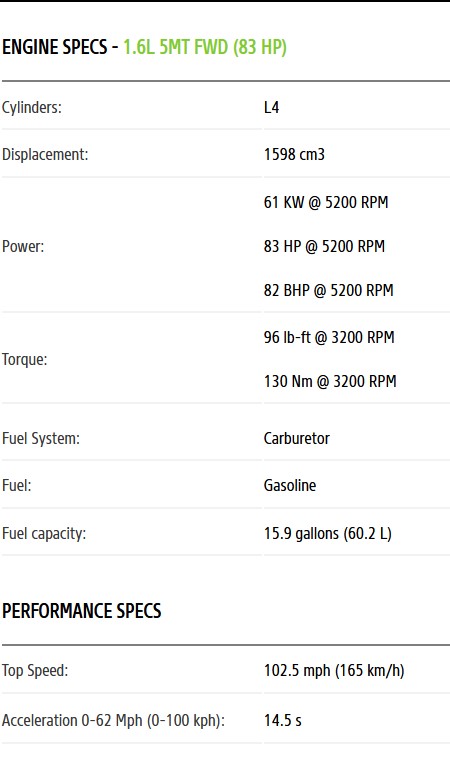 ENGINE SPECS - 1.6L 5MT FWD (83 HP)
Cylinders: L4
Displacement: 1598 cm3
Power: 61 KW @ 5200 RPM
83 HP @ 5200 RPM
82 BHP @ 5200 RPM
Torque: 96 lb-ft @ 3200 RPM
130 Nm @ 3200 RPM
Fuel System: Carburetor
Fuel: Gasoline
Fuel capacity: 15.9 gallons (60.2 L)
PERFORMANCE SPECS
Top Speed: 102.5 mph (165 km/h)
Acceleration 0-62 Mph (0-100 kph): 14.5 s